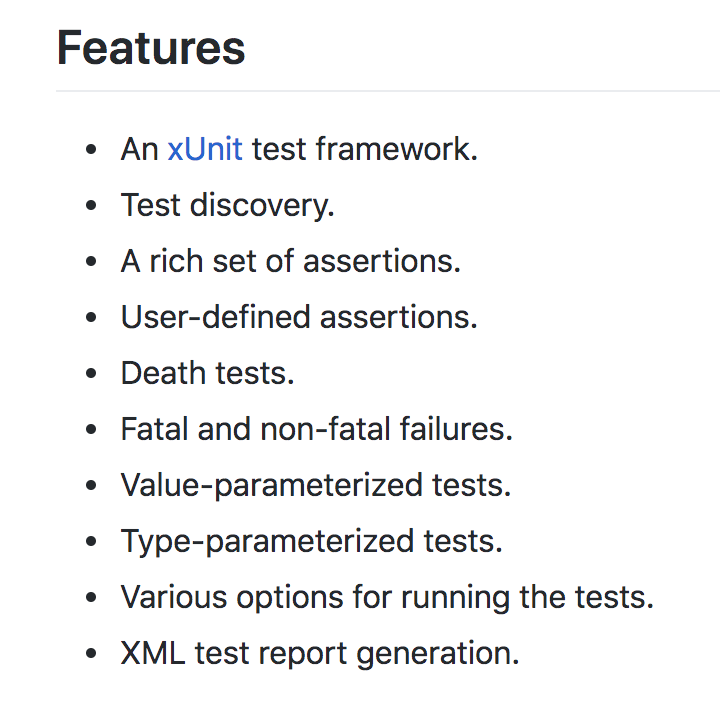 Features
• An xUnit test framework.
• Test discovery.
• A rich set of assertions.
• User-defined assertions.
• Death tests.
• Fatal and non-fatal failures.
• Value-parameterized tests.
• Type-parameterized tests.
• Various options for running the tests.
• XML test report generation.